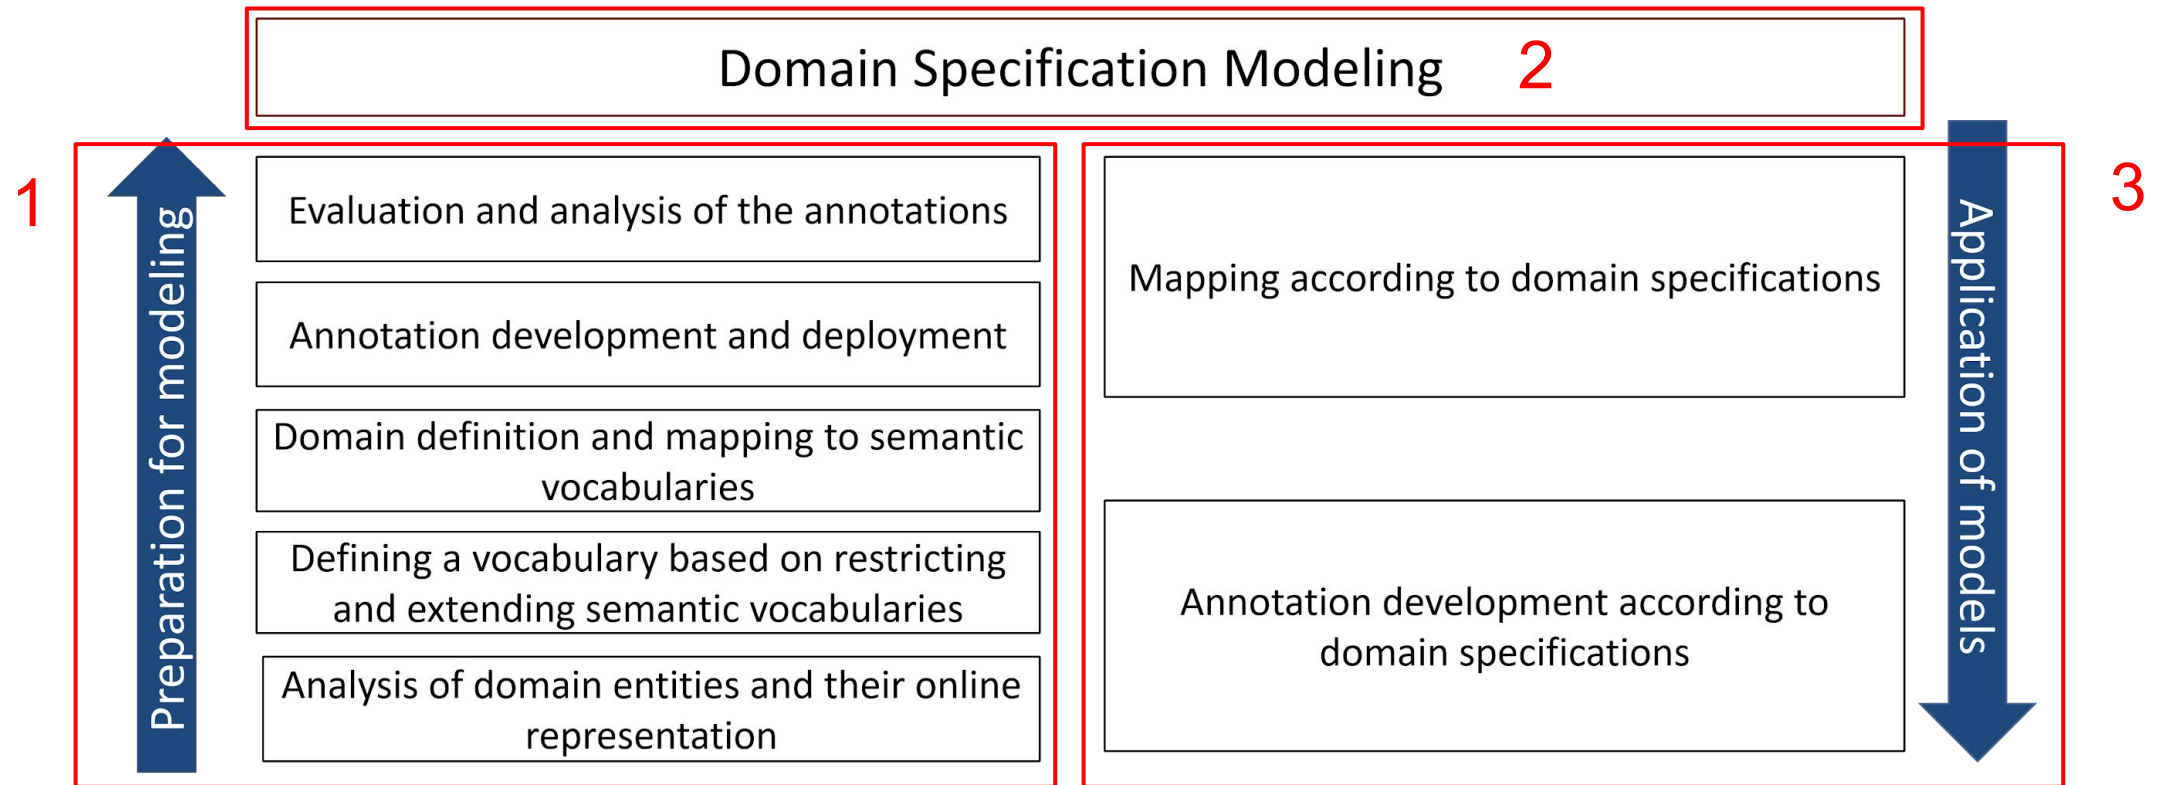 Domain Specification Modeling 2
1
Preparation for modeling
Evaluation and analysis of the annotations
Annotation development and deployment
Domain definition and mapping to semantic
vocabularies
Defining a vocabulary based on restricting
and extending semantic vocabularies
Analysis of domain entities and their online
representation
Mapping according to domain specifications
Annotation development according to
domain specifications
Application of models
3